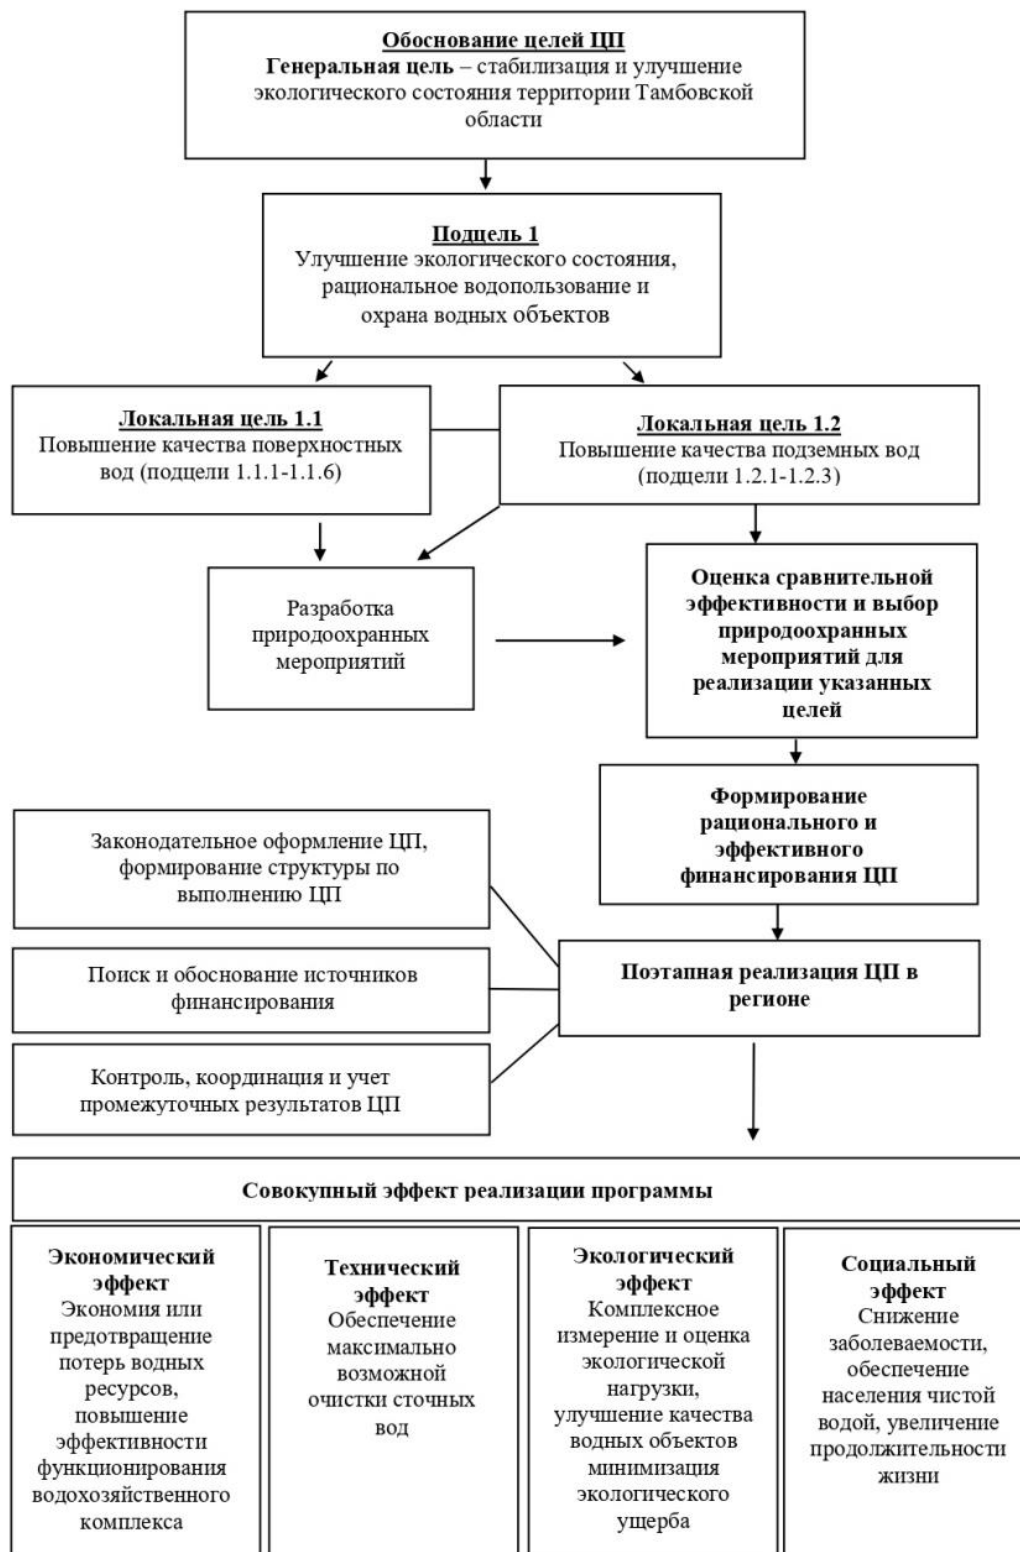 Обоснование целей ЦП
Генеральная цель – стабилизация и улучшение
экологического состояния территории Тамбовской
области
Подцель 1
Улучшение экологического состояния,
рациональное водопользование и
охрана водных объектов
Локальная цель 1.1
Повышение качества поверхностных
вод (подцели 1.1.1-1.1.6)
Локальная цель 1.2
Повышение качества подземных вод
(подцели 1.2.1-1.2.3)
Разработка
природоохранных
мероприятий
Оценка сравнительной
эффективности и выбор
природоохранных
мероприятий для
реализации указанных
целей
Формирование
рационального и
эффективного
финансирования ЦП
Законодательное оформление ЦП,
формирование структуры по
выполнению ЦП
Поиск и обоснование источников
финансирования
Контроль, координация и учет
промежуточных результатов ЦП
Поэтапная реализация ЦП в
регионе
Совокупный эффект реализации программы
Экономический
эффект
Экономия или
предотвращение
потерь водных
ресурсов,
повышение
эффективности
функционирования
водохозяйственного
комплекса
Технический
эффект
Обеспечение
максимально
возможной
очистки сточных
вод
Экологический
эффект
Комплексное
измерение и оценка
экологической
нагрузки,
улучшение качества
водных объектов
минимизация
экологического
ущерба
Социальный
эффект
Снижение
заболеваемости,
обеспечение
населения чистой
водой, увеличение
продолжительности
жизни